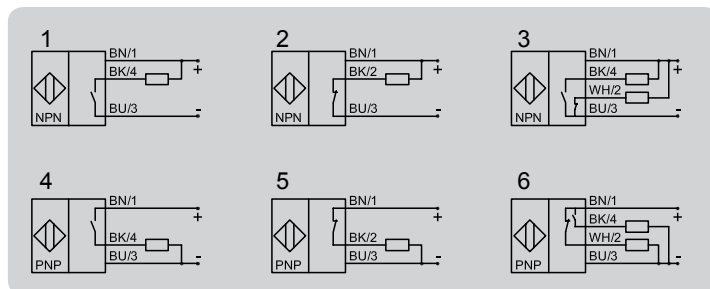 1
BN/1
+
BK/4
BU/3
-
NPN
2
BN/1
+
BK/2
BU/3
-
NPN
3
BN/1
+
BK/4
WH/2
BU/3
-
NPN
4
BN/1
+
BK/4
BU/3
-
PNP
5
BN/1
+
BK/2
BU/3
-
PNP
6
BN/1
+
BK/4
WH/2
BU/3
-
PNP